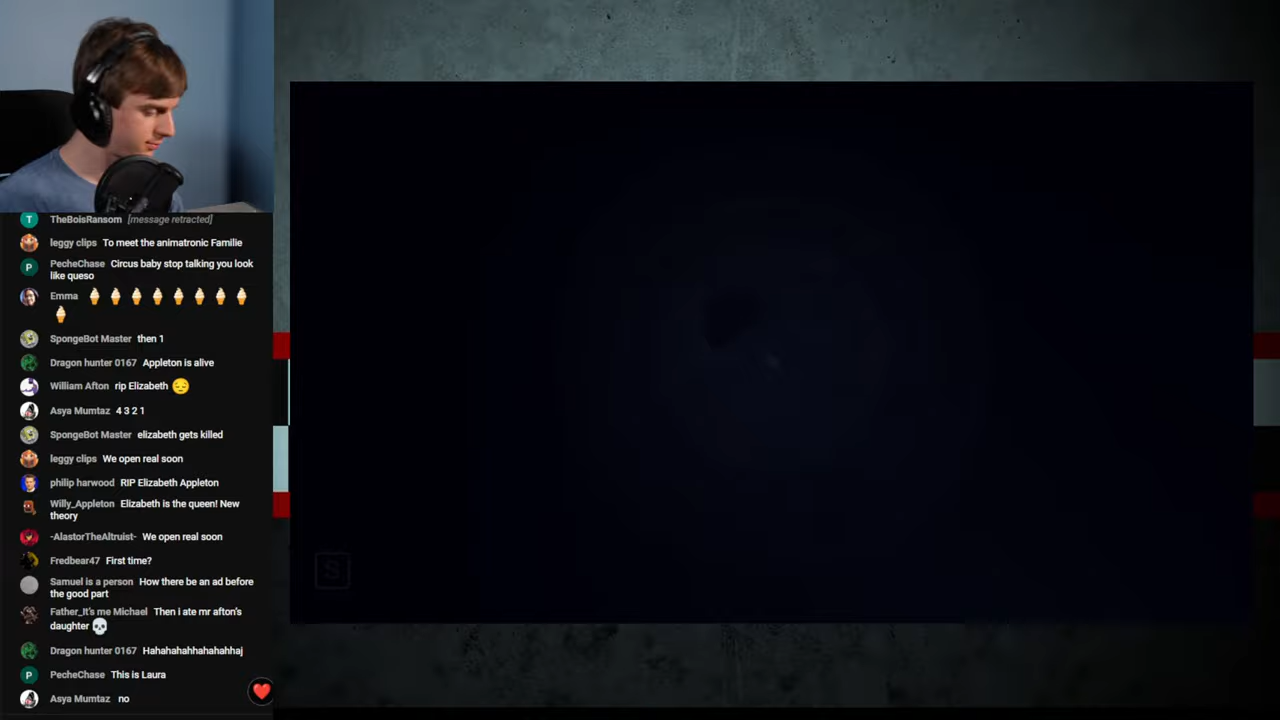 TheBoisRansom [message retracted]
leggy clips To meet the animatronic Familie
PecheChase Circus baby stop talking you look
like queso
Emma 🍦 🍦 🍦 🍦 🍦 🍦 🍦 🍦
🍦
SpongeBot Master then 1
Dragon hunter 0167 Appleton is alive
William Afton rip Elizabeth 😔
Asya Mumtaz 4 3 2 1
SpongeBot Master elizabeth gets killed
leggy clips We open real soon
philip harwood RIP Elizabeth Appleton
Willy_Appleton Elizabeth is the queen! New
theory
-AlastorTheAltruist- We open real soon
Fredbear47 First time?
Samuel is a person How there be an ad before
the good part
Father_It's me Michael Then i ate mr afton's
daughter 💀
Dragon hunter 0167 Hahahahahhahahahhaj
PecheChase This is Laura
Asya Mumtaz no
T
P
P
S